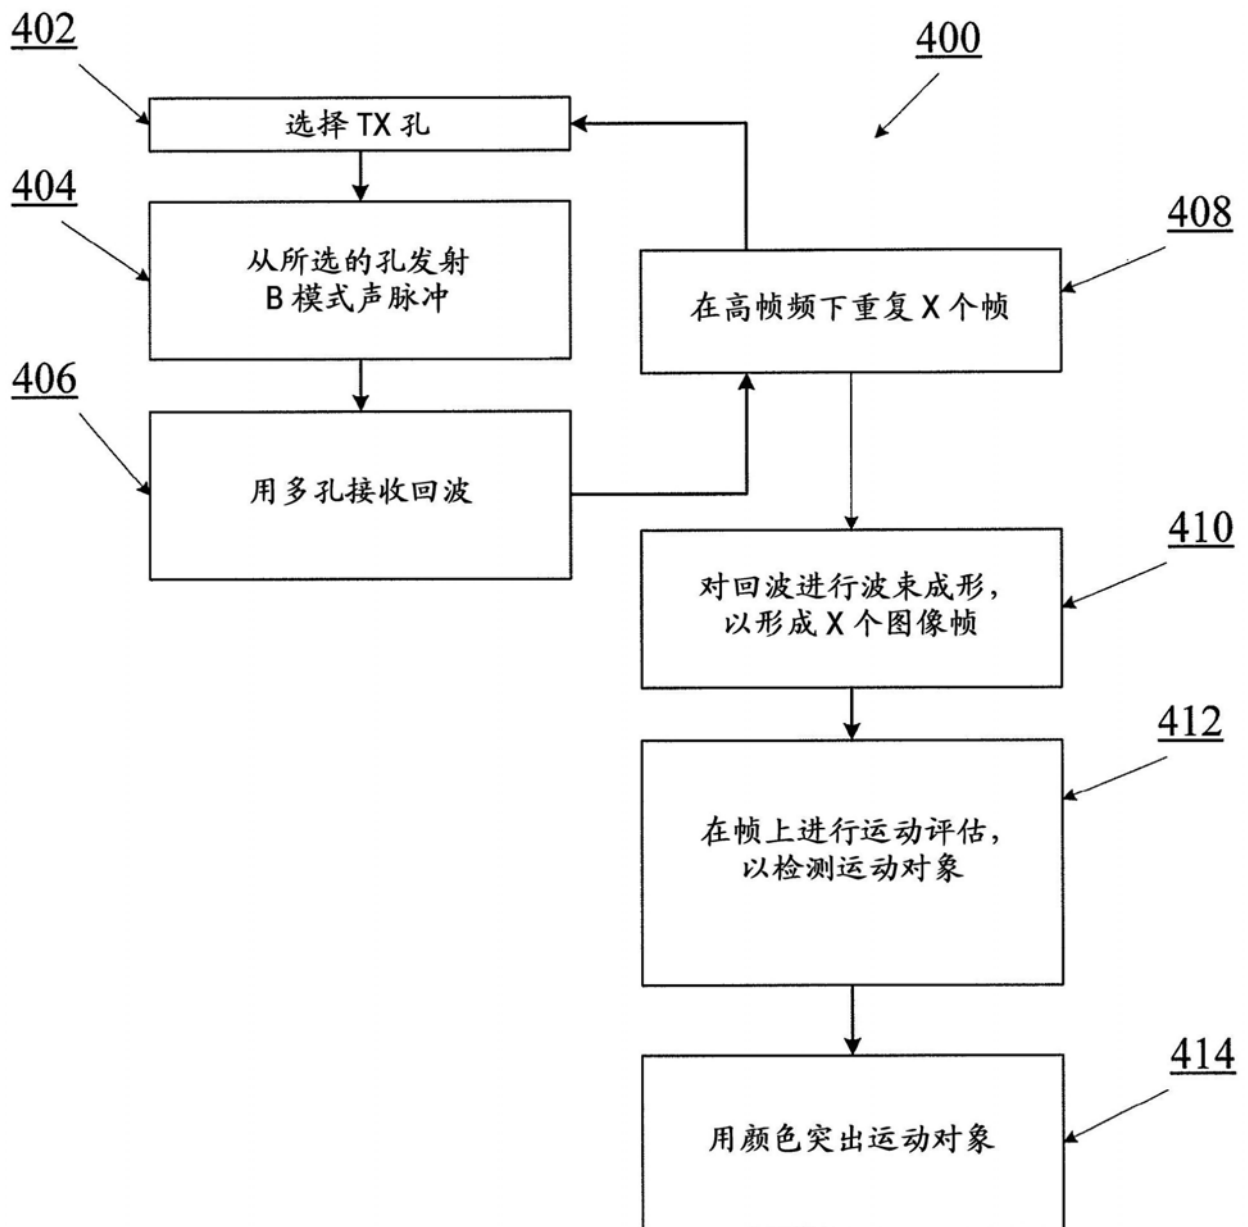 402
400
选择 TX 孔
404
408
从所选的孔发射
B 模式声脉冲
在高帧频下重复 X 个帧
406
用多孔接收回波
410
对回波进行波束成形，
以形成 X 个图像帧
412
在帧上进行运动评估，
以检测运动对象
414
用颜色突出运动对象